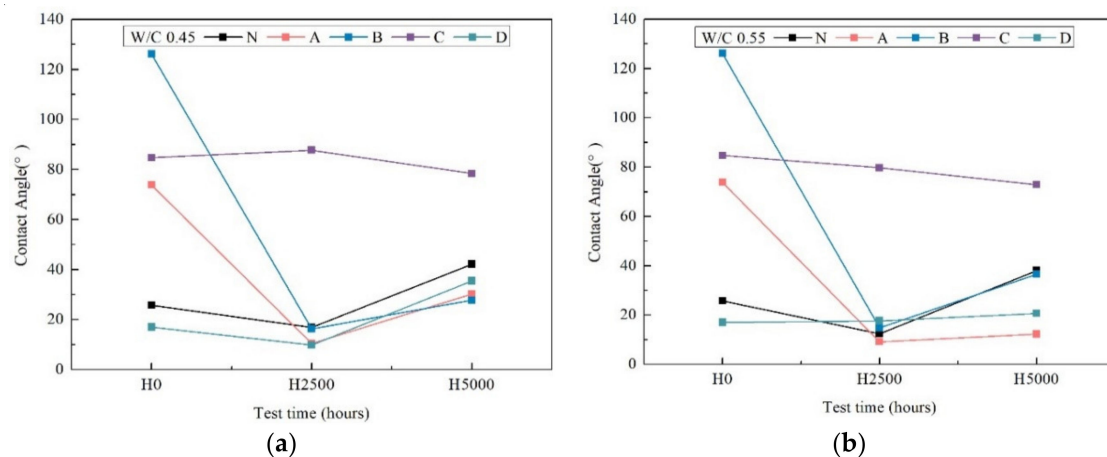 W/C 0.45 N A B C D
140
120
100
80
60
40
20
0
Contact Angle(° )
H0 H2500 H5000
Test time (hours)
(a)
W/C 0.55 N A B C D
140
120
100
80
60
40
20
0
Contact Angle(° )
H0 H2500 H5000
Test time (hours)
(b)